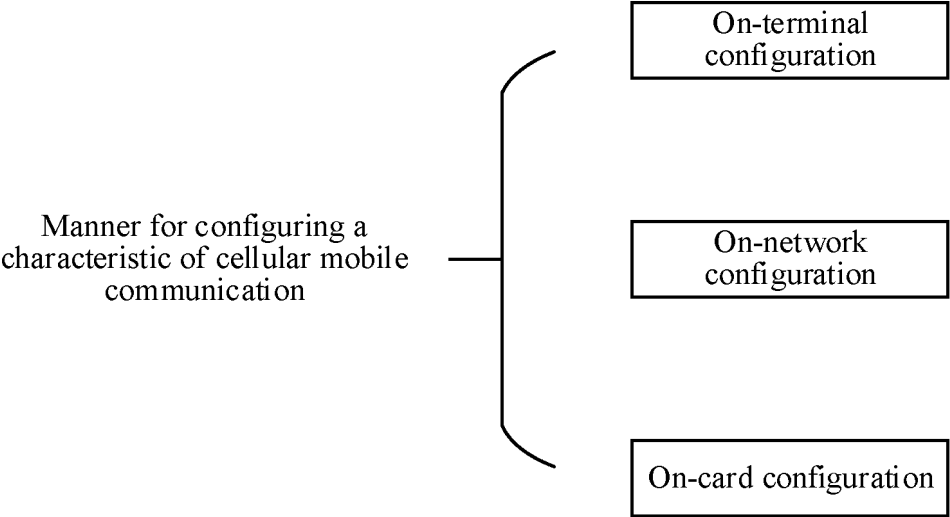 On-terminal
configuration
Manner for configuring a
characteristic of cellular mobile
communication
On-network
configuration
On-card configuration